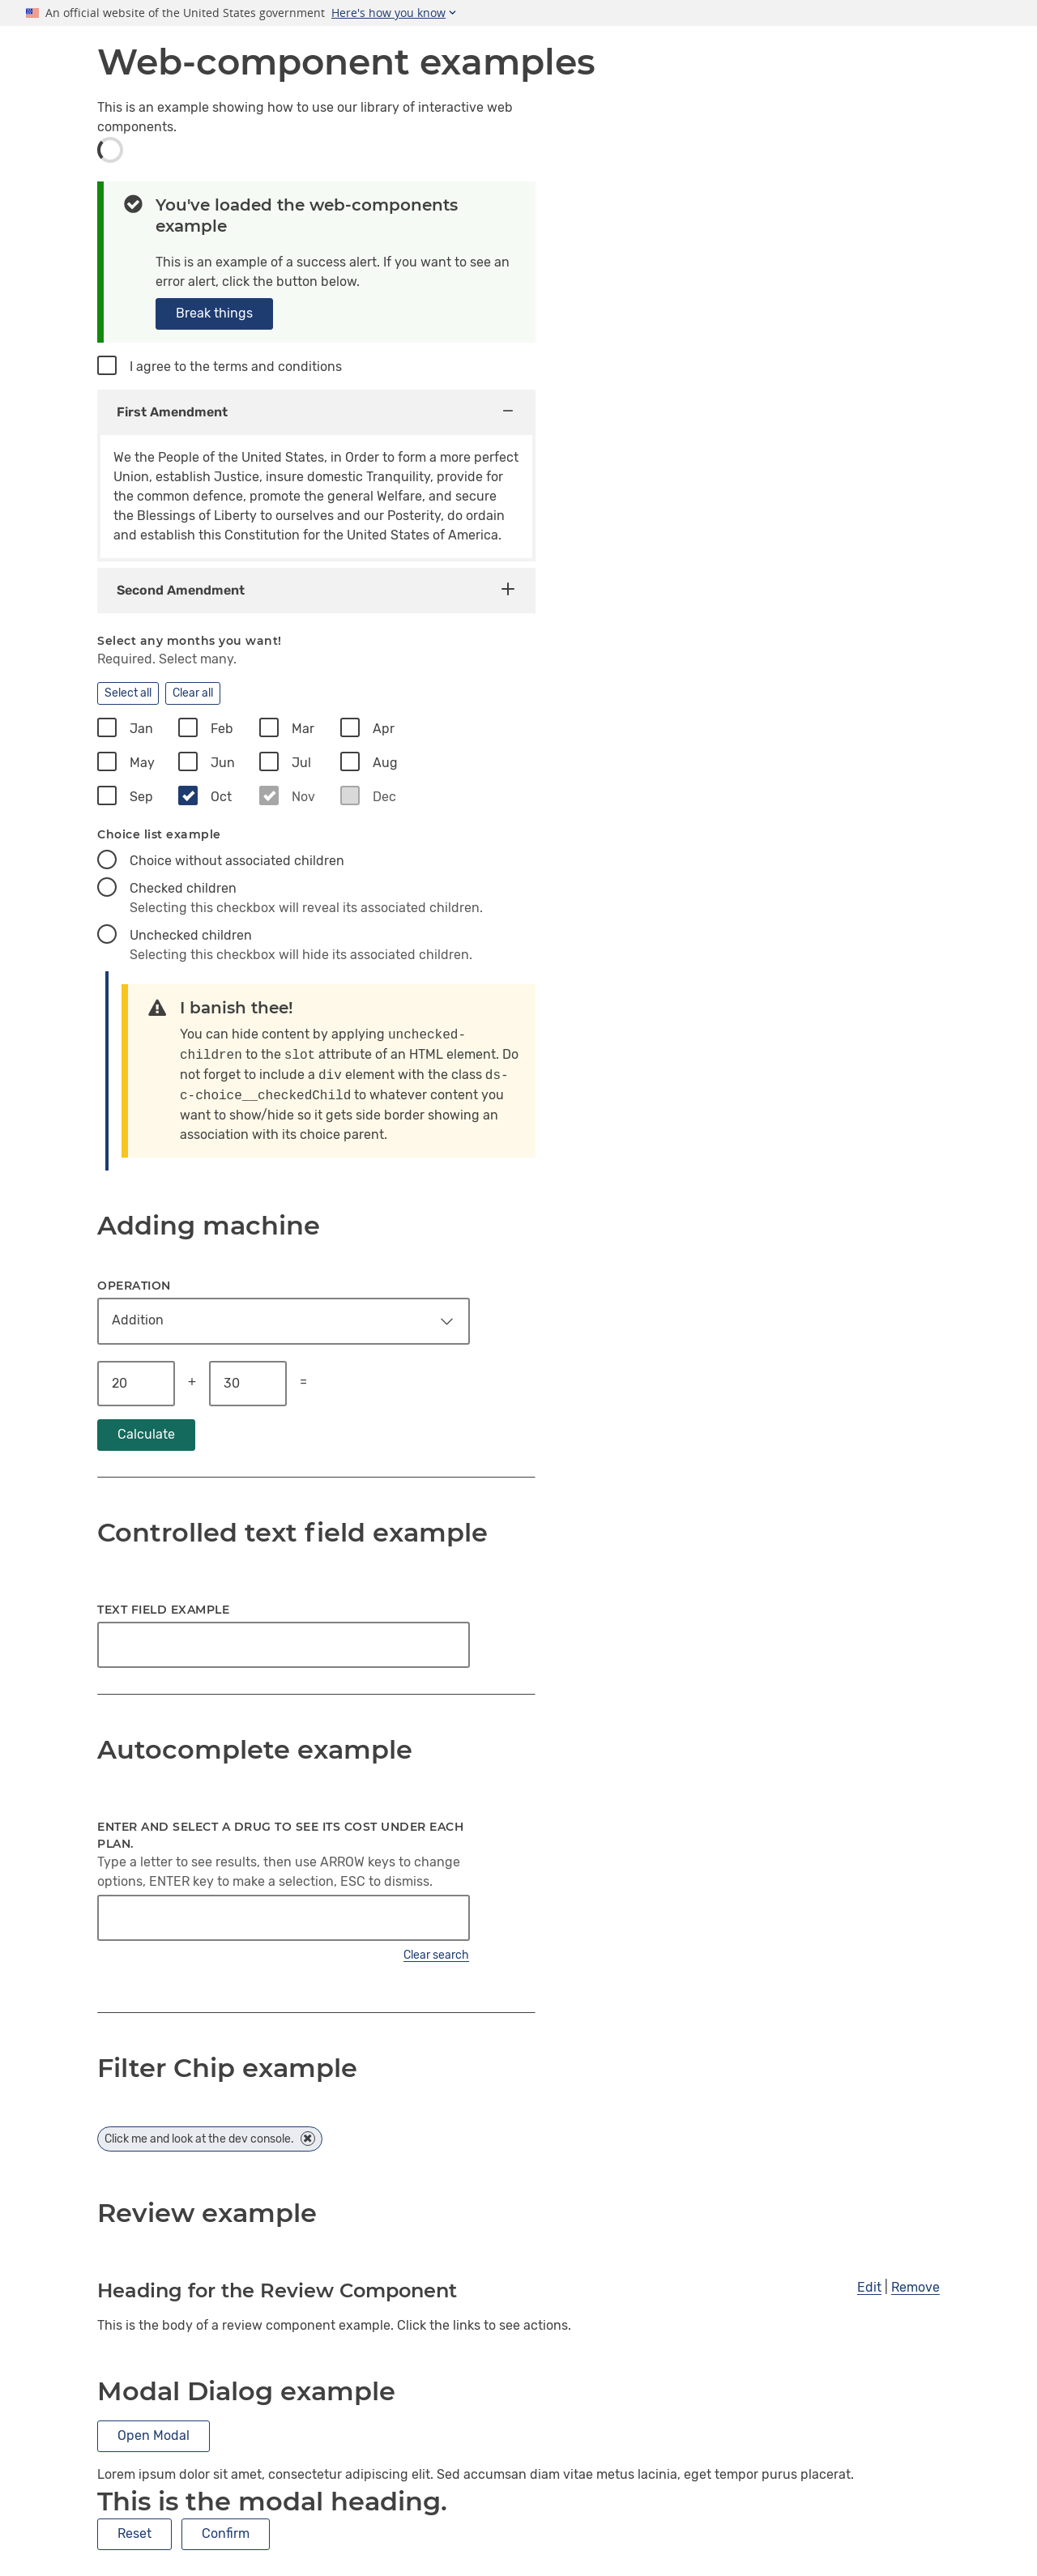 An official website of the United States government Here's how you know
Web-component examples
This is an example showing how to use our library of interactive web
components.
You've loaded the web-components
example
This is an example of a success alert. If you want to see an
error alert, click the button below.
Break things
I agree to the terms and conditions
First Amendment
We the People of the United States, in Order to form a more perfect
Union, establish Justice, insure domestic Tranquility, provide for
the common defence, promote the general Welfare, and secure
the Blessings of Liberty to ourselves and our Posterity, do ordain
and establish this Constitution for the United States of America.
Second Amendment
Select any months you want!
Required. Select many.
Select all Clear all
Jan Feb Mar Apr
May Jun Jul Aug
Sep Oct Nov Dec
Choice list example
Choice without associated children
Checked children
Selecting this checkbox will reveal its associated children.
Unchecked children
Selecting this checkbox will hide its associated children.
I banish thee!
You can hide content by applying unchecked-
children to the slot attribute of an HTML element. Do
not forget to include a div element with the class ds-
c-choice__checkedChild to whatever content you
want to show/hide so it gets side border showing an
association with its choice parent.
Adding machine
OPERATION
Addition
20 + 30 =
Calculate
Controlled text field example
TEXT FIELD EXAMPLE
Autocomplete example
ENTER AND SELECT A DRUG TO SEE ITS COST UNDER EACH
PLAN.
Type a letter to see results, then use ARROW keys to change
options, ENTER key to make a selection, ESC to dismiss.
Clear search
Filter Chip example
Click me and look at the dev console.
Review example
Heading for the Review Component
Edit | Remove
This is the body of a review component example. Click the links to see actions.
Modal Dialog example
Open Modal
Lorem ipsum dolor sit amet, consectetur adipiscing elit. Sed accumsan diam vitae metus lacinia, eget tempor purus placerat.
This is the modal heading.
Reset Confirm